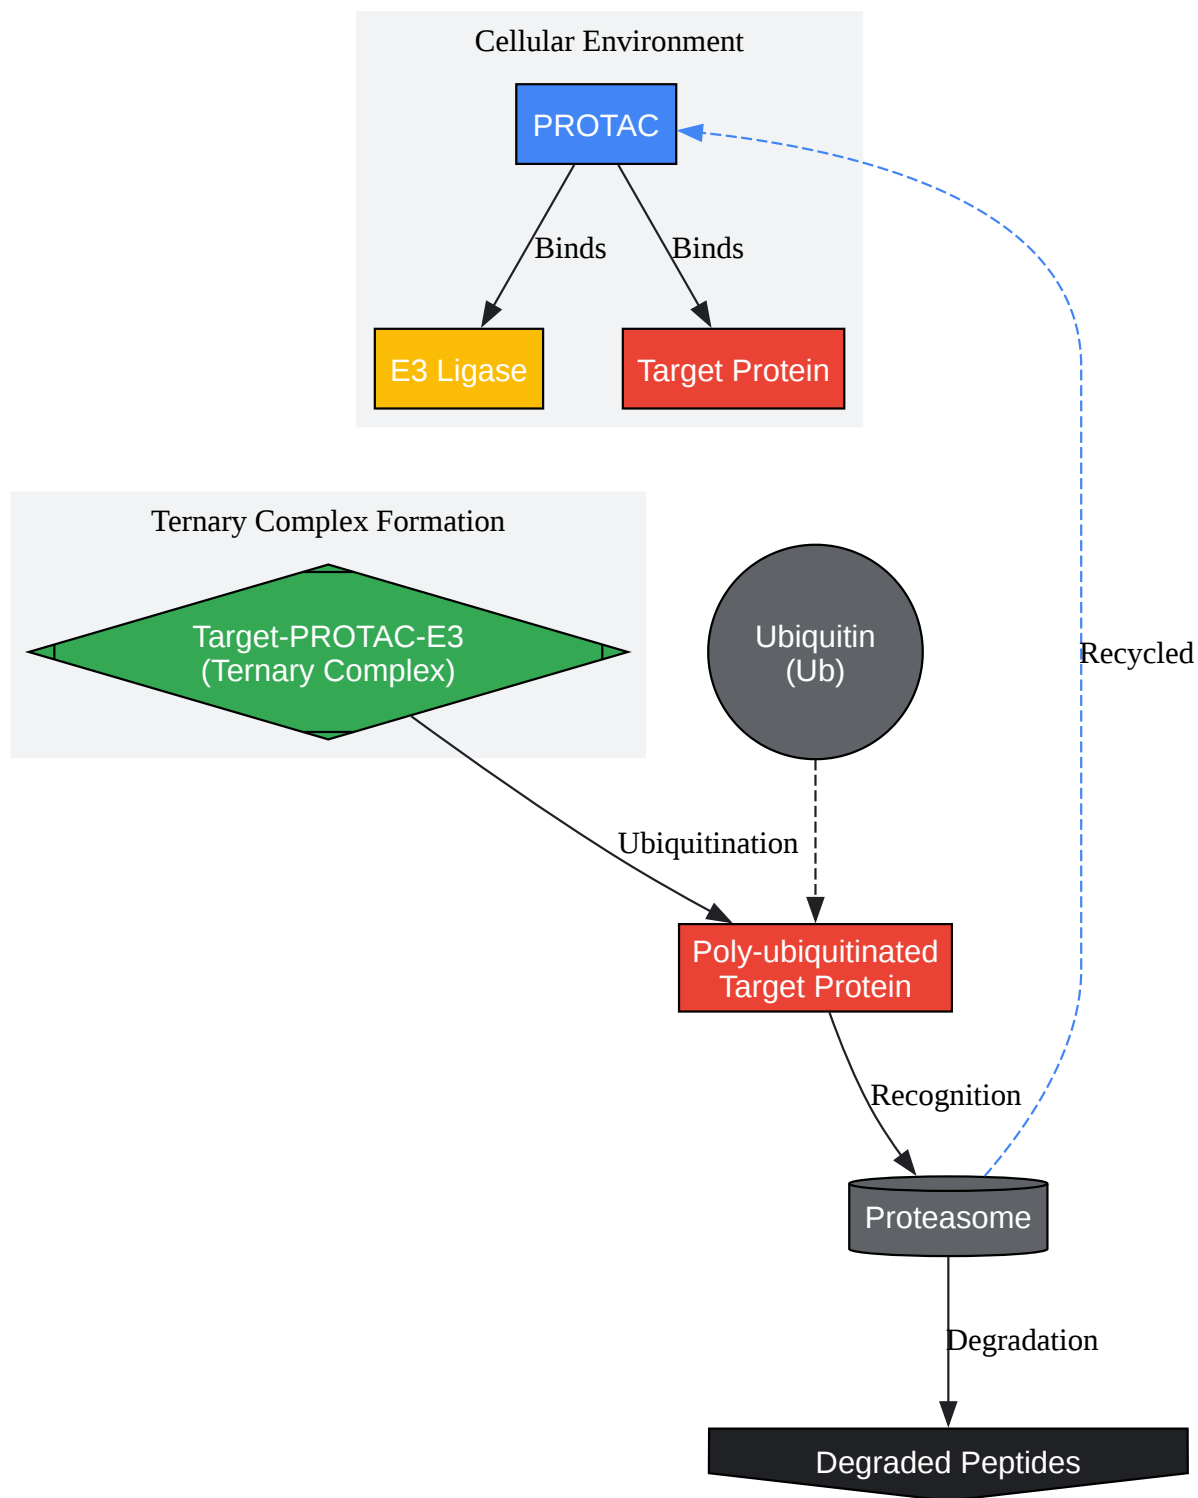 Cellular Environment
PROTAC
Binds
Binds
E3 Ligase
Target Protein
Ternary Complex Formation
Target-PROTAC-E3
(Ternary Complex)
Ubiquitin
(Ub)
Recycled
Ubiquitination
Poly-ubiquitinated
Target Protein
Recognition
Proteasome
Degradation
Degraded Peptides